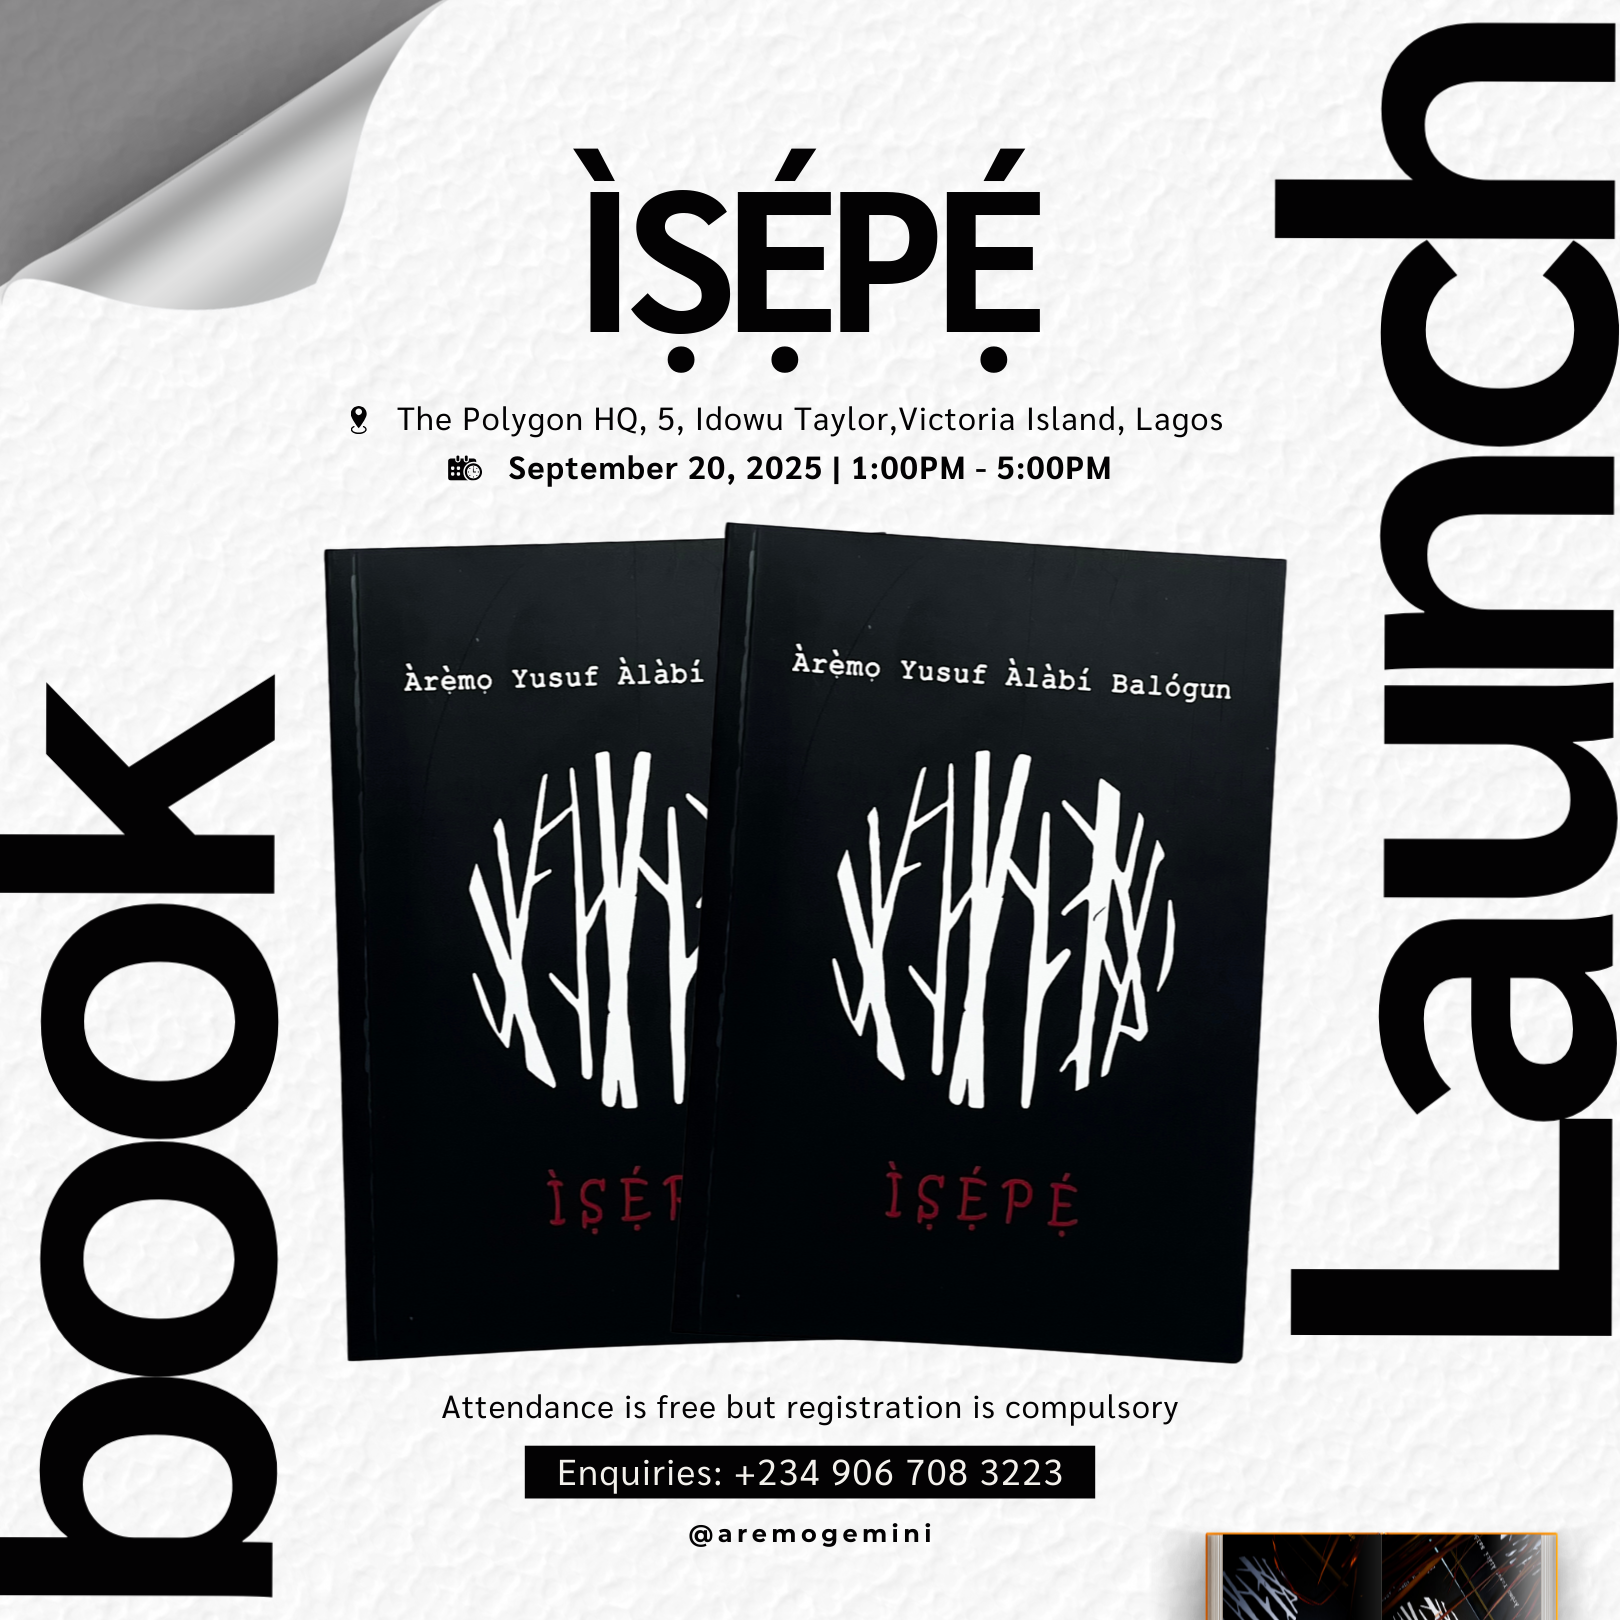 book
Launch
ÌṢẸ́PẸ́
The Polygon HQ, 5, Idowu Taylor,Victoria Island, Lagos
September 20, 2025 | 1:00PM - 5:00PM
Àrẹ̀mọ Yusuf Àlàbí
ÌṢẸ́P
Àrẹ̀mọ Yusuf Àlàbí Balógun
ÌṢẸ́PẸ́
Attendance is free but registration is compulsory
Enquiries: +234 906 708 3223
@aremogemini